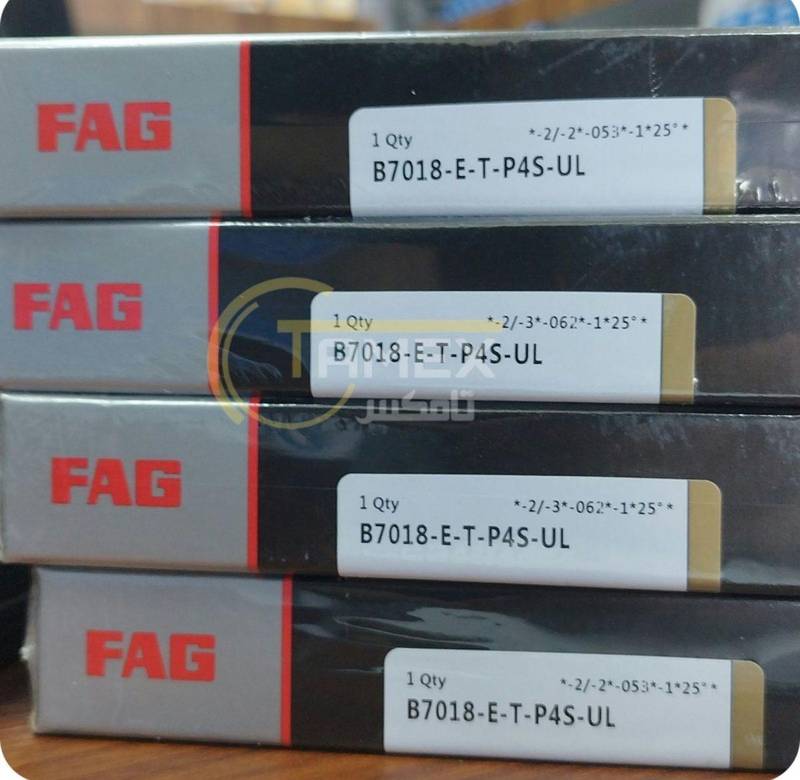 FAG
1 Qty *-2/-2*-053*-1*25°*
B7018-E-T-P4S-UL
FAG
1 Qty *-2/-3*-062*-1*25°*
B7018-E-T-P4S-UL
TAMEX
تامكس
FAG
1 Qty *-2/-3*-062*-1*25°*
B7018-E-T-P4S-UL
FAG
1 Qty *-2/-2*-053*-1*25°*
B7018-E-T-P4S-UL